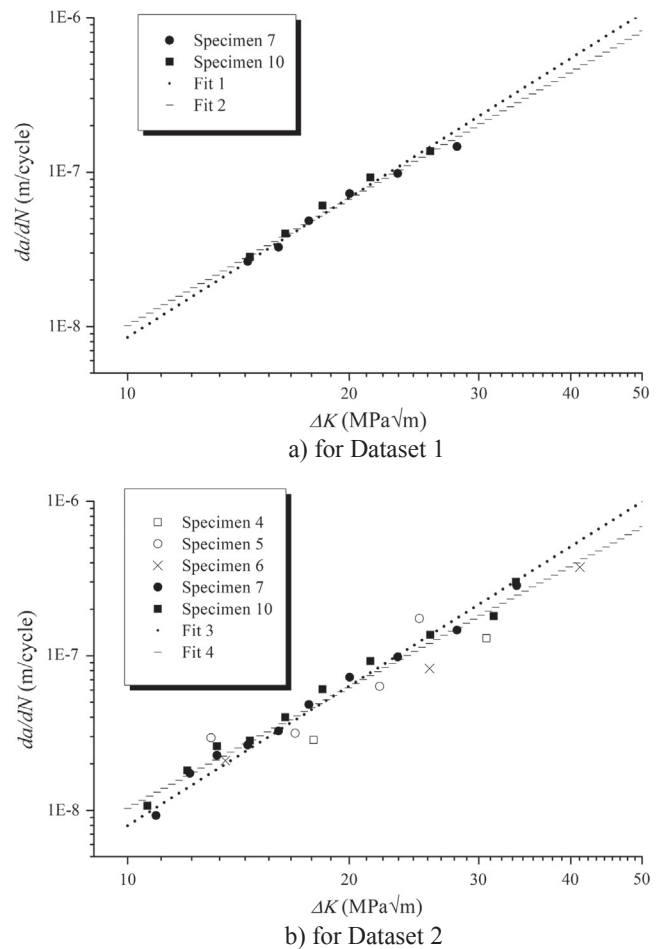 1E-6
Specimen 7
Specimen 10
Fit 1
Fit 2
1E-7
1E-8
da/dN (m/cycle)
10 20 30 40 50
ΔK (MPa√m)
a) for Dataset 1
1E-6
Specimen 4
Specimen 5
Specimen 6
Specimen 7
Specimen 10
Fit 3
Fit 4
1E-7
1E-8
da/dN (m/cycle)
10 20 30 40 50
ΔK (MPa√m)
b) for Dataset 2